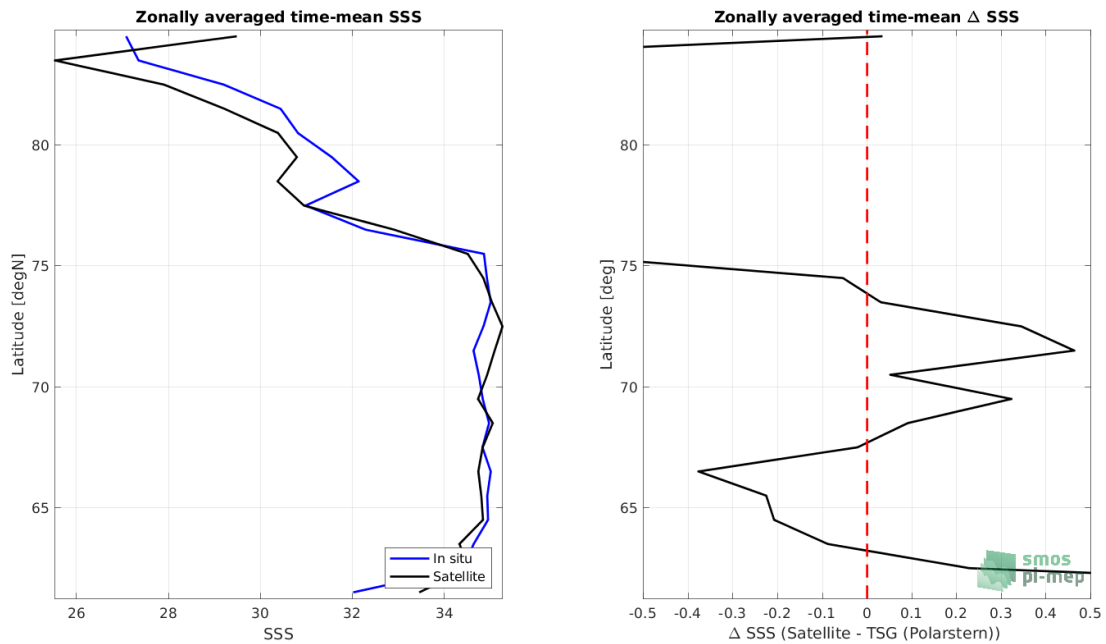 Zonally averaged time-mean SSS
80
75
70
65
Latitude [degN]
26
28
30
32
34
SSS
In situ
Satellite
Zonally averaged time-mean Δ SSS
80
75
70
65
Latitude [deg]
-0.5
-0.4
-0.3
-0.2
-0.1
0
0.1
0.2
0.3
0.4
0.5
Δ SSS (Satellite - TSG (Polarstern))
smos
pi-mep